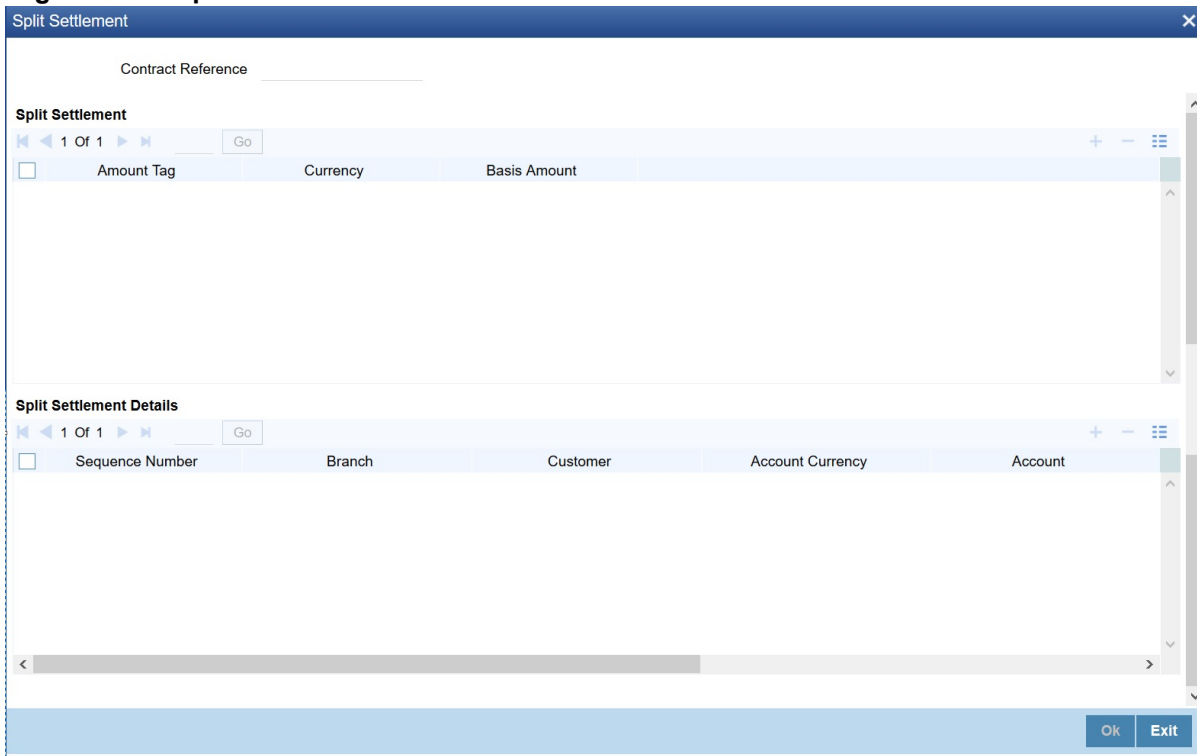 Split Settlement
Contract Reference
Split Settlement
1 Of 1 Go
Amount Tag Currency Basis Amount
Split Settlement Details
1 Of 1 Go
Sequence Number Branch Customer Account Currency Account
Ok Exit